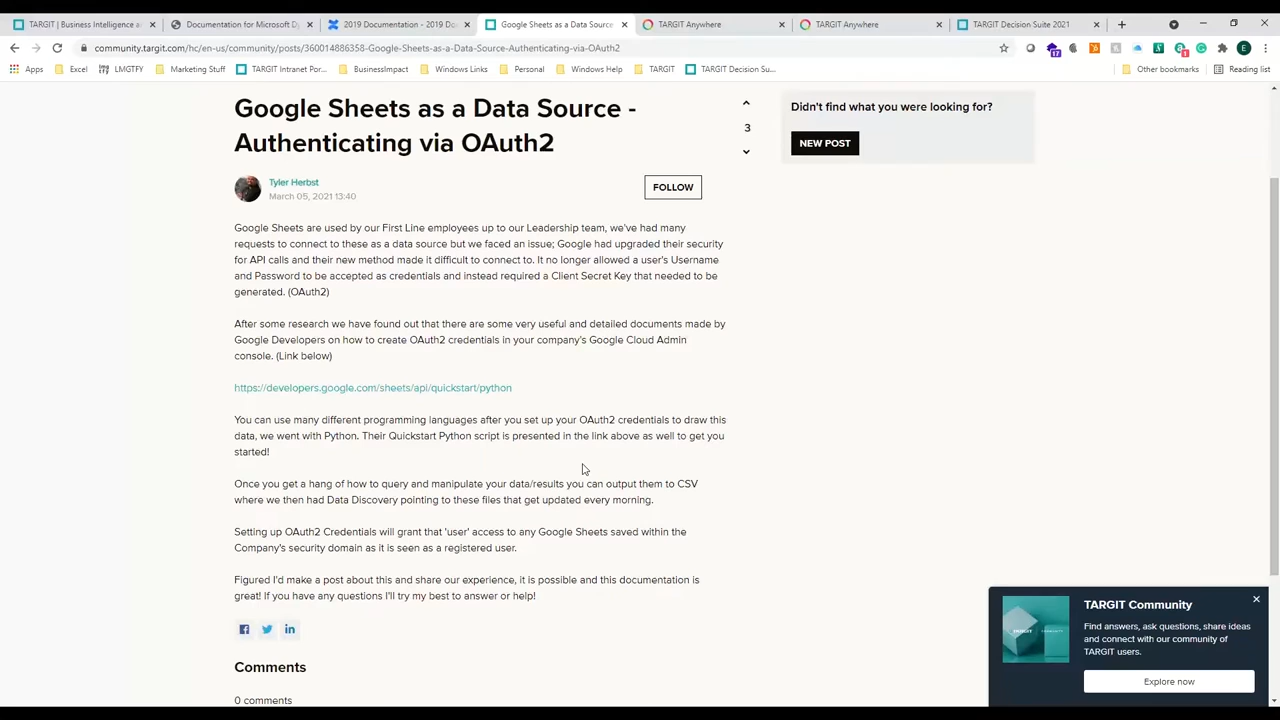 TARGIT | Business Intelligence a
Documentation for Microsoft Dy
2019 Documentation - 2019 Do
Google Sheets as a Data Source
TARGIT Anywhere
TARGIT Anywhere
TARGIT Decision Suite 2021
community.targit.com/hc/en-us/community/posts/360014886358-Google-Sheets-as-a-Data-Source-Authenticating-via-OAuth2
Apps
Excel
LMGTFY
Marketing Stuff
TARGIT Intranet Por...
BusinessImpact
Windows Links
Personal
Windows Help
TARGIT
TARGIT Decision Su...
Other bookmarks
Reading list
Google Sheets as a Data Source -
Authenticating via OAuth2
3
Tyler Herbst
March 05, 2021 13:40
FOLLOW
Google Sheets are used by our First Line employees up to our Leadership team, we've had many
requests to connect to these as a data source but we faced an issue; Google had upgraded their security
for API calls and their new method made it difficult to connect to. It no longer allowed a user's Username
and Password to be accepted as credentials and instead required a Client Secret Key that needed to be
generated. (OAuth2)
After some research we have found out that there are some very useful and detailed documents made by
Google Developers on how to create OAuth2 credentials in your company's Google Cloud Admin
console. (Link below)
https://developers.google.com/sheets/api/quickstart/python
You can use many different programming languages after you set up your OAuth2 credentials to draw this
data, we went with Python. Their Quickstart Python script is presented in the link above as well to get you
started!
Once you get a hang of how to query and manipulate your data/results you can output them to CSV
where we then had Data Discovery pointing to these files that get updated every morning.
Setting up OAuth2 Credentials will grant that 'user' access to any Google Sheets saved within the
Company's security domain as it is seen as a registered user.
Figured I'd make a post about this and share our experience, it is possible and this documentation is
great! If you have any questions I'll try my best to answer or help!
Comments
0 comments
Didn't find what you were looking for?
NEW POST
TARGIT Community
Find answers, ask questions, share ideas
and connect with our community of
TARGIT users.
Explore now